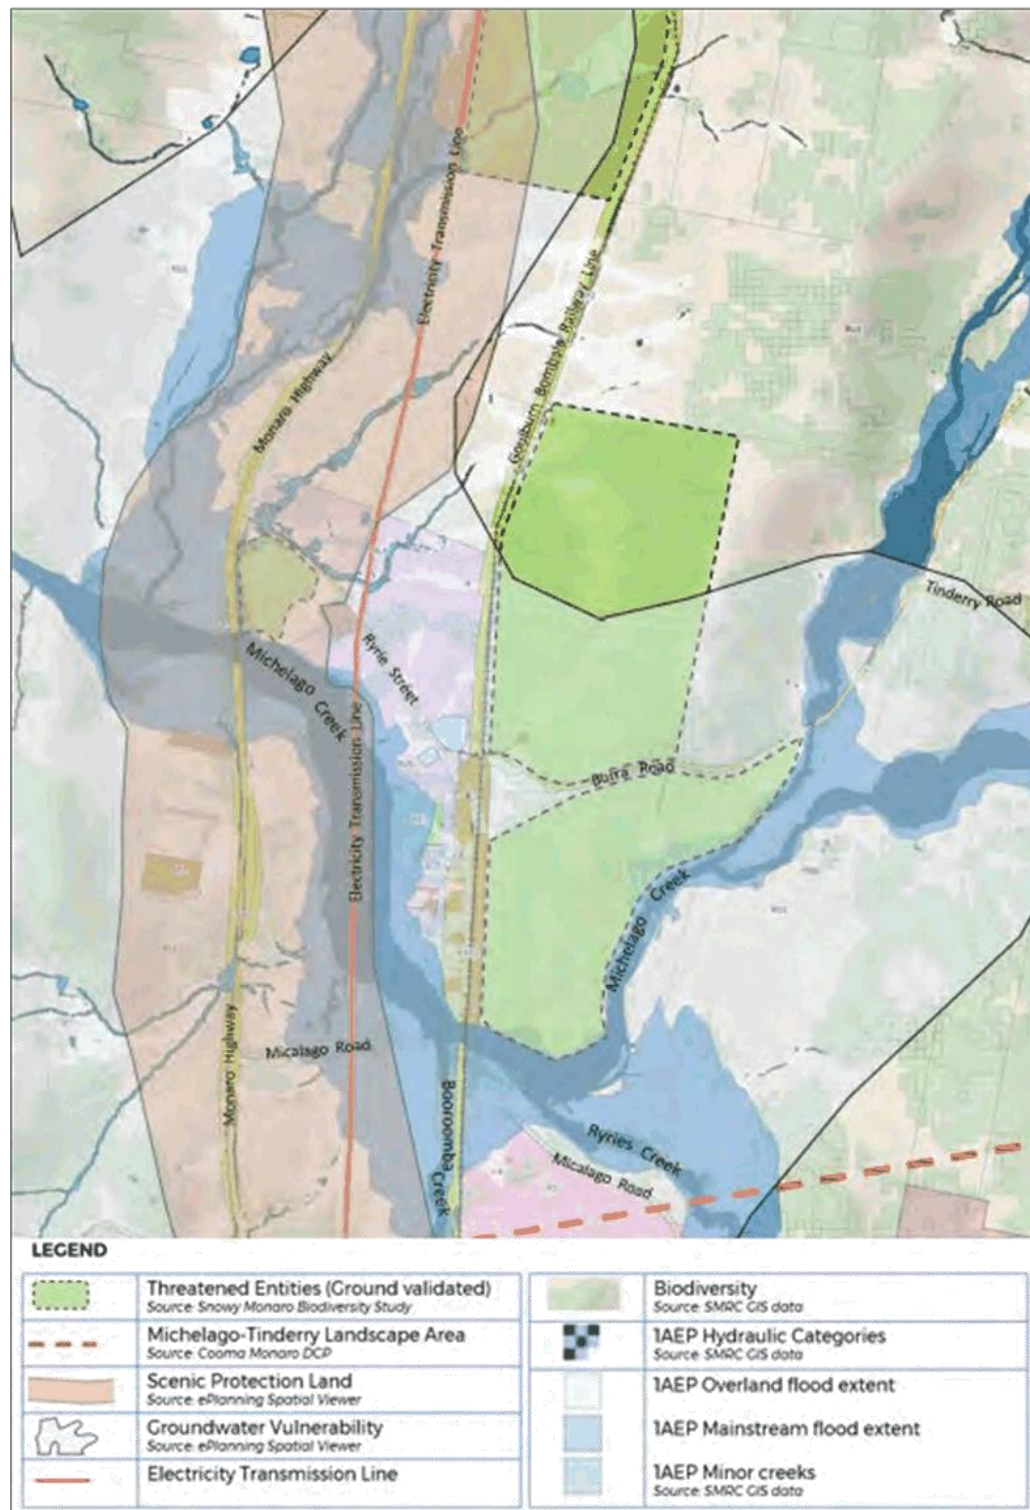 Electricity Transmission Line
Goulburn Bombala Railway Line
Monaro Highway
Tinderry Road
Ryrie Street
Michelago Creek
Electricity Transmission Line
Burra Road
Michelago Creek
Monaro Highway
Micalago Road
Booroomba Creek
Ryries Creek
Micalago Road
LEGEND
Threatened Entities (Ground validated)
Source: Snowy Monaro Biodiversity Study
Michelago-Tinderry Landscape Area
Source: Cooma Monaro DCP
Scenic Protection Land
Source: ePlanning Spatial Viewer
Groundwater Vulnerability
Source: ePlanning Spatial Viewer
Electricity Transmission Line
Biodiversity
Source: SMRC GIS data
1AEP Hydraulic Categories
Source: SMRC GIS data
1AEP Overland flood extent
1AEP Mainstream flood extent
1AEP Minor creeks
Source: SMRC GIS data